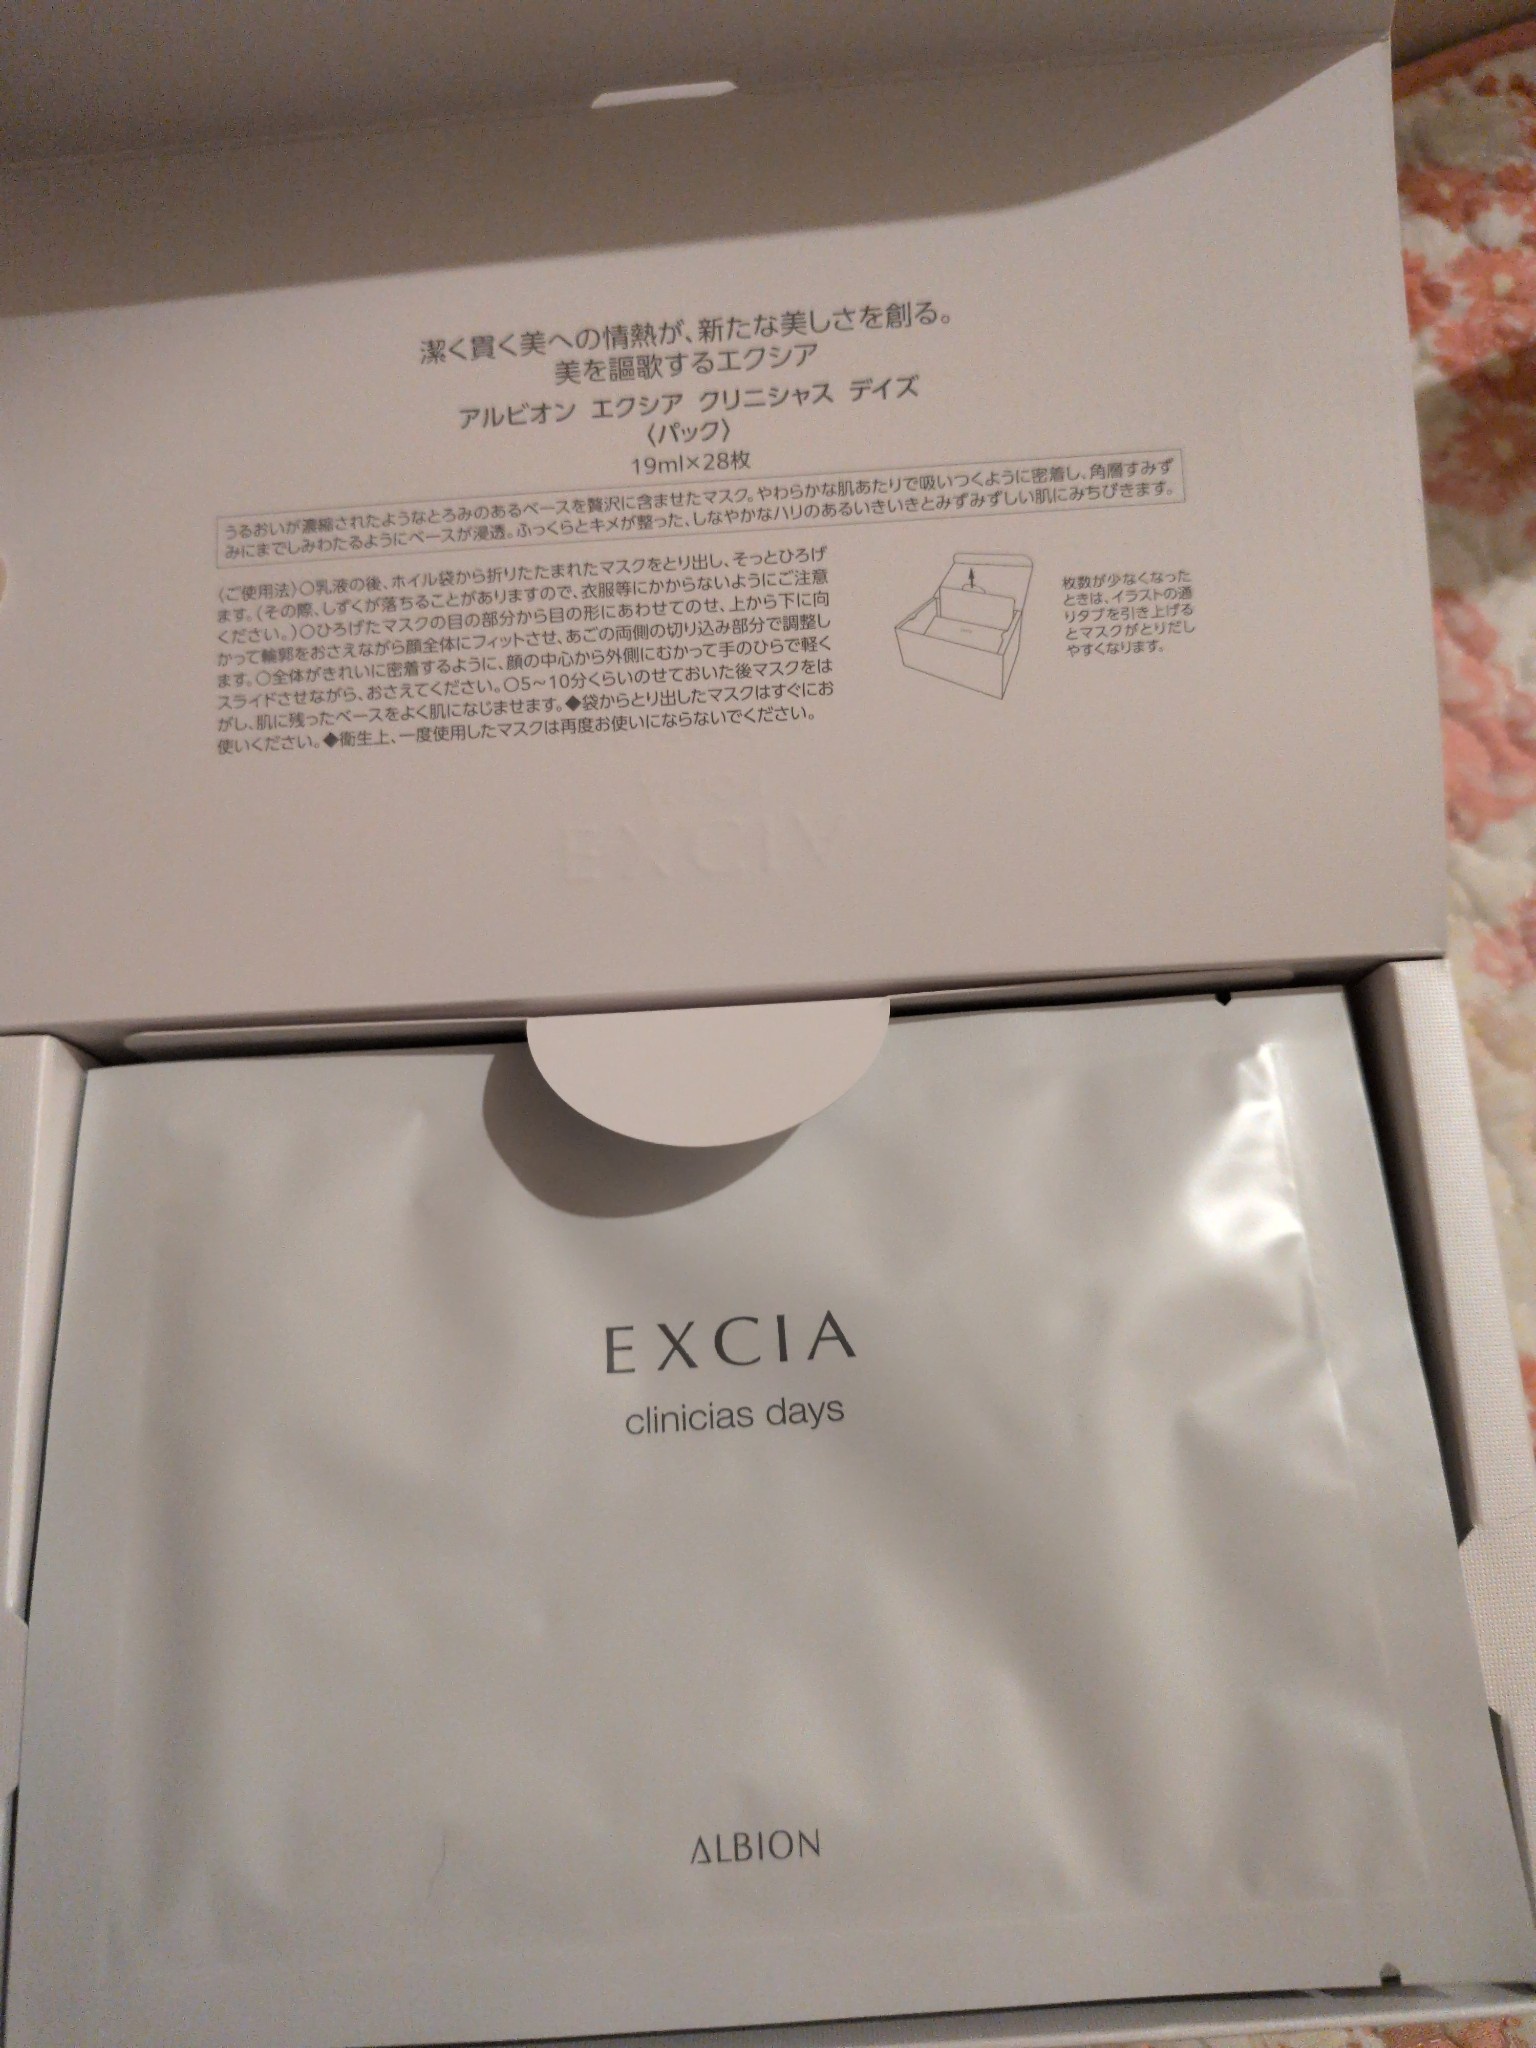 潔く貫く美への情熱が、新たな美しさを創る。
美を謳歌するエクシア
アルビオン エクシア クリニシャス デイズ
〈パック〉
19ml×28枚
うるおいが濃縮されたようなとろみのあるベースを贅沢に含ませたマスク。やわらかな肌あたりで吸いつくように密着し、角層すみず
みにまでしみわたるようにベースが浸透。ふっくらとキメが整った、しなやかなハリのあるいきいきとみずみずしい肌にみちびきます。
〈ご使用法〉○乳液の後、ホイル袋から折りたたまれたマスクをとり出し、そっとひろげ
ます。(その際、しずくが落ちることがありますので、衣服等にかからないようにご注意
ください。)○ひろげたマスクの目の部分から目の形にあわせてのせ、上から下に向
かって輪郭をおさえながら顔全体にフィットさせ、あごの両側の切り込み部分で調整し
ます。○全体がきれいに密着するように、顔の中心から外側にむかって手のひらで軽く
スライドさせながら、おさえてください。○5～10分くらいのせておいた後マスクをは
がし、肌に残ったベースをよく肌になじませます。◆袋からとり出したマスクはすぐにお
使いください。◆衛生上、一度使用したマスクは再度お使いにならないでください。
枚数が少なくなった
ときは、イラストの通
りタブを引き上げる
とマスクがとりだし
やすくなります。
EXCIA
clinicias days
ALBION